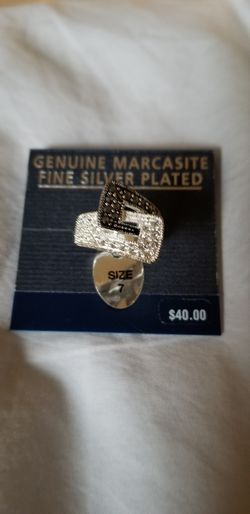 GENUINE MARCASITE
FINE SILVER PLATED
SIZE
7
$40.00